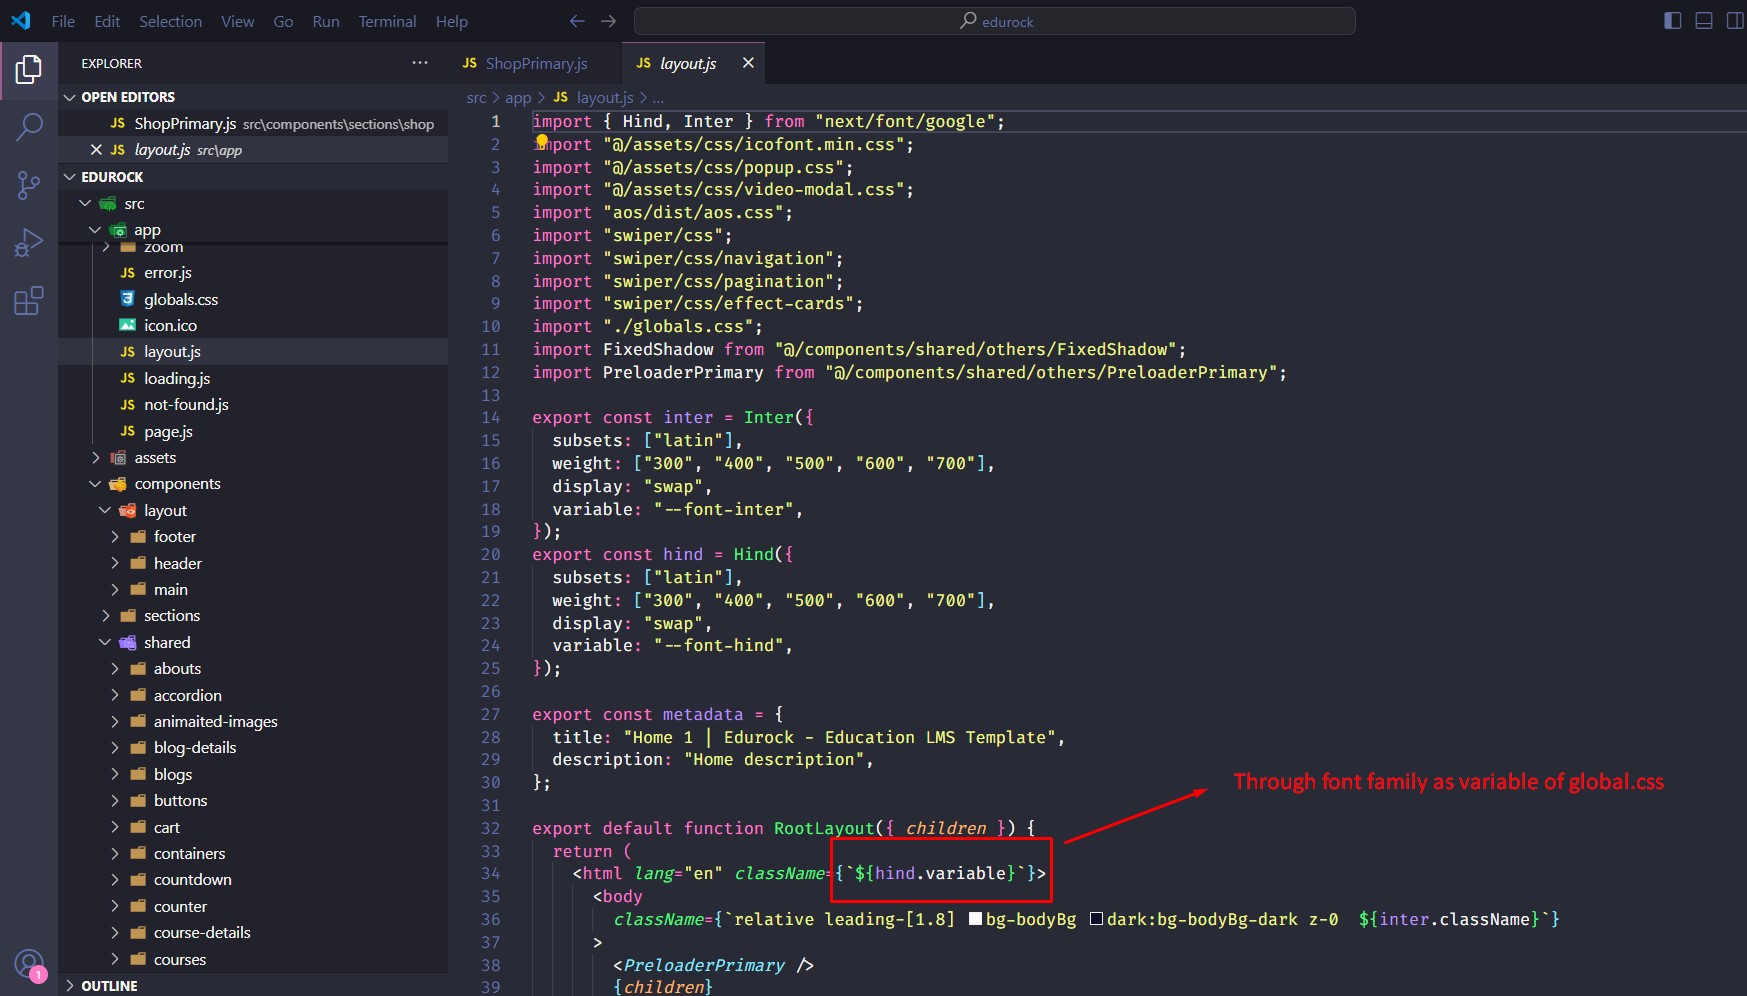 File Edit Selection View Go Run Terminal Help
edurock
EXPLORER
OPEN EDITORS
JS ShopPrimary.js src\components\sections\shop
JS layout.js src\app
EDUROCK
src
app
zoom
JS error.js
globals.css
icon.ico
JS layout.js
JS loading.js
JS not-found.js
JS page.js
assets
components
layout
footer
header
main
sections
shared
abouts
accordion
animaited-images
blog-details
blogs
buttons
cart
containers
countdown
counter
course-details
courses
OUTLINE
1
JS ShopPrimary.js
JS layout.js
src > app > JS layout.js > ...
1 import { Hind, Inter } from "next/font/google";
2 import "@/assets/css/icofont.min.css";
3 import "@/assets/css/popup.css";
4 import "@/assets/css/video-modal.css";
5 import "aos/dist/aos.css";
6 import "swiper/css";
7 import "swiper/css/navigation";
8 import "swiper/css/pagination";
9 import "swiper/css/effect-cards";
10 import "./globals.css";
11 import FixedShadow from "@/components/shared/others/FixedShadow";
12 import PreloaderPrimary from "@/components/shared/others/PreloaderPrimary";
13
14 export const inter = Inter({
15 subsets: ["latin"],
16 weight: ["300", "400", "500", "600", "700"],
17 display: "swap",
18 variable: "--font-inter",
19 });
20 export const hind = Hind({
21 subsets: ["latin"],
22 weight: ["300", "400", "500", "600", "700"],
23 display: "swap",
24 variable: "--font-hind",
25 });
26
27 export const metadata = {
28 title: "Home 1 | Edurock - Education LMS Template",
29 description: "Home description",
30 };
31
32 export default function RootLayout({ children }) {
33 return (
34 <html lang="en" className={`${hind.variable}`}>
35 <body
36 className={`relative leading-[1.8] bg-bodyBg dark:bg-bodyBg-dark z-0 ${inter.className}`}
37 >
38 <PreloaderPrimary />
39 {children}
Through font family as variable of global.css